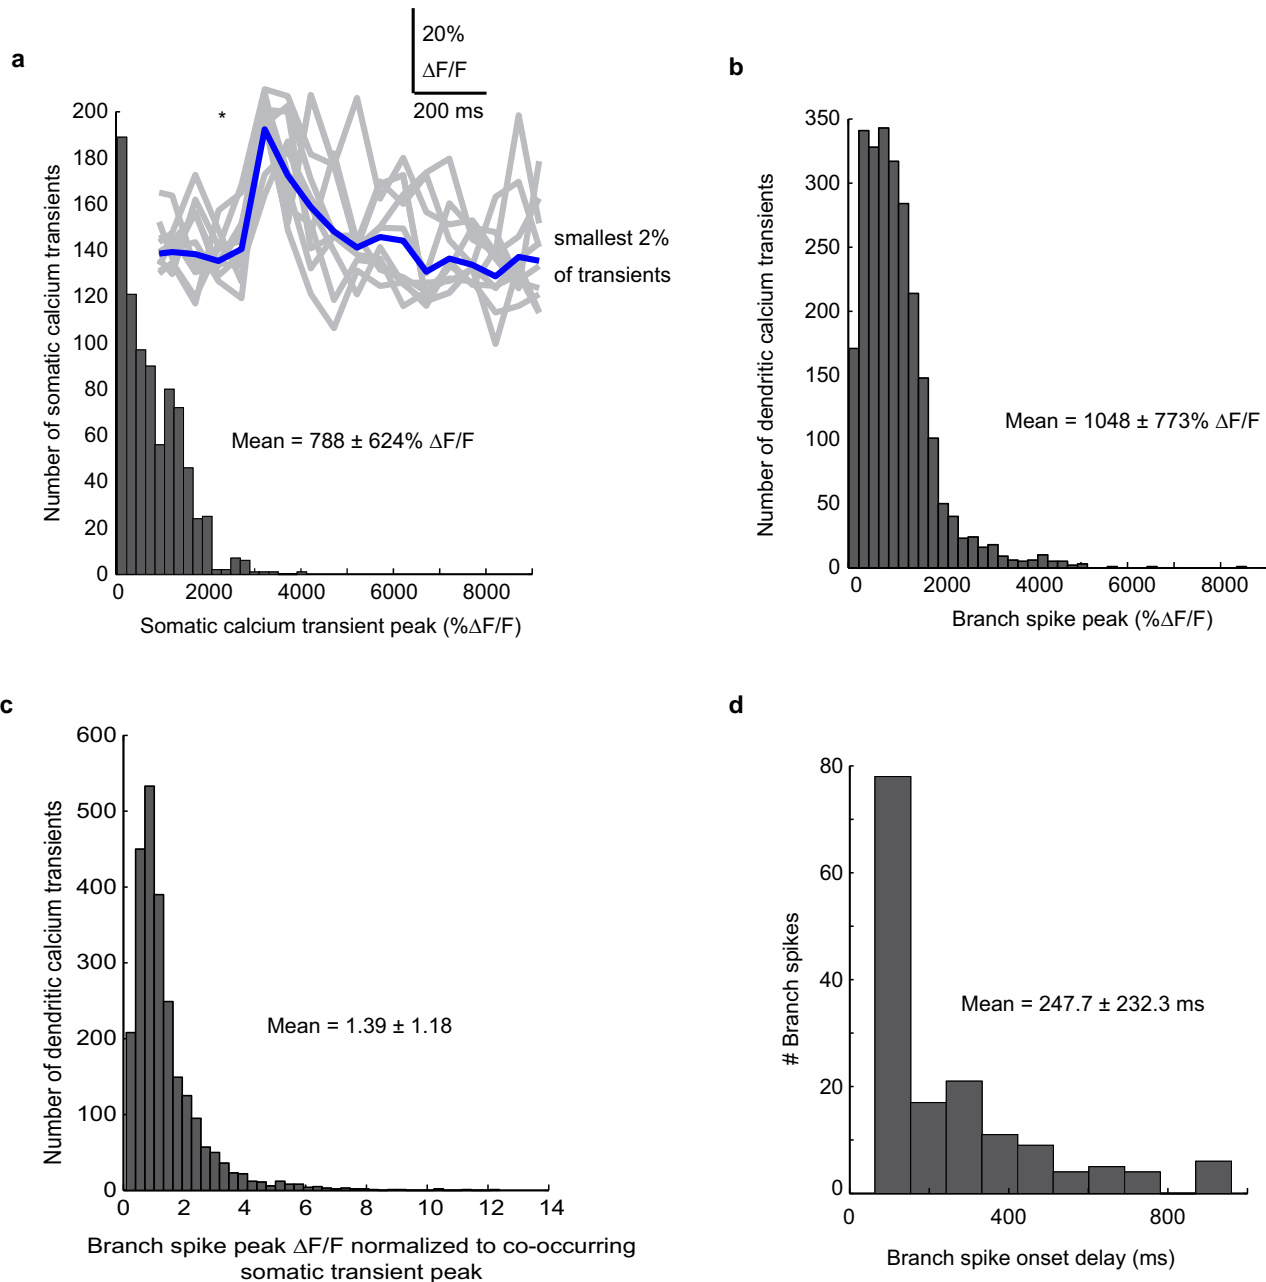 a
20%
ΔF/F
200 ms
*
200
180
160
140
120
100
80
60
40
20
0
Number of somatic calcium transients
smallest 2%
of transients
Mean = 788 ± 624% ΔF/F
0 2000 4000 6000 8000
Somatic calcium transient peak (%ΔF/F)
b
350
300
250
200
150
100
50
0
Number of dendritic calcium transients
Mean = 1048 ± 773% ΔF/F
0 2000 4000 6000 8000
Branch spike peak (%ΔF/F)
c
600
500
400
300
200
100
0
Number of dendritic calcium transients
Mean = 1.39 ± 1.18
0 2 4 6 8 10 12 14
Branch spike peak ΔF/F normalized to co-occurring
somatic transient peak
d
80
60
40
20
0
# Branch spikes
Mean = 247.7 ± 232.3 ms
0 400 800
Branch spike onset delay (ms)